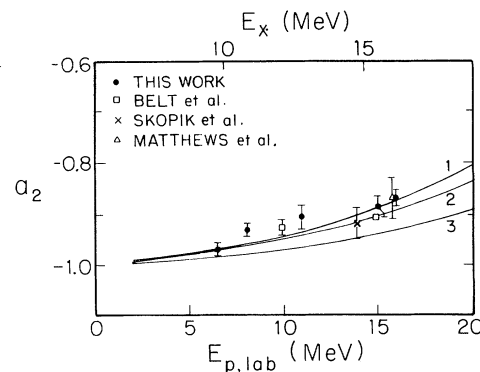 E_x (MeV)
10 15
-0.6
• THIS WORK
□ BELT et al.
× SKOPIK et al.
△ MATTHEWS et al.
-0.8
a₂
1
2
3
-1.0
0 5 10 15 20
E_p,lab (MeV)